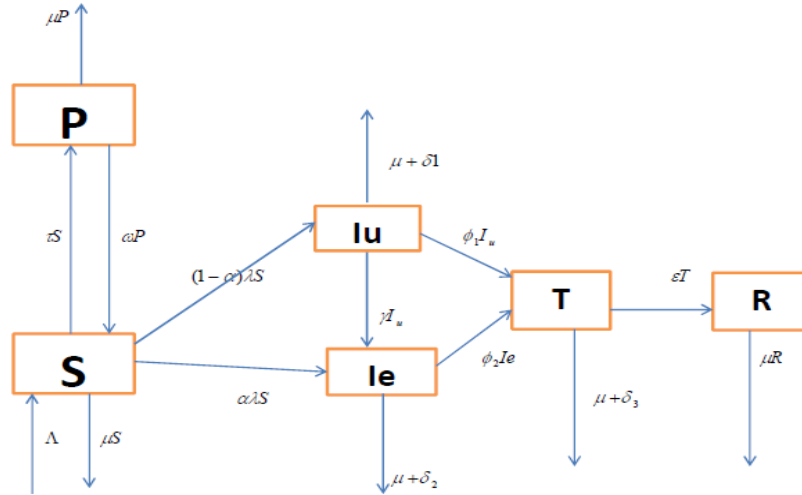 μP
P
τS
ωP
μ + δ1
Iu
ϕ₁Iᵤ
(1 − α)λS
T
εT
R
γIᵤ
S
Ie
ϕ₂Ie
μR
αλS
μ + δ₃
Λ
μS
μ + δ₂